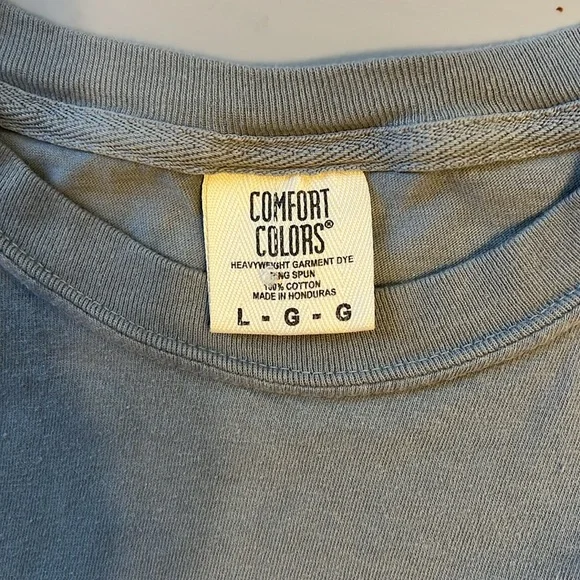 COMFORT
COLORS®
HEAVYWEIGHT GARMENT DYE
RING SPUN
100% COTTON
MADE IN HONDURAS
L - G - G